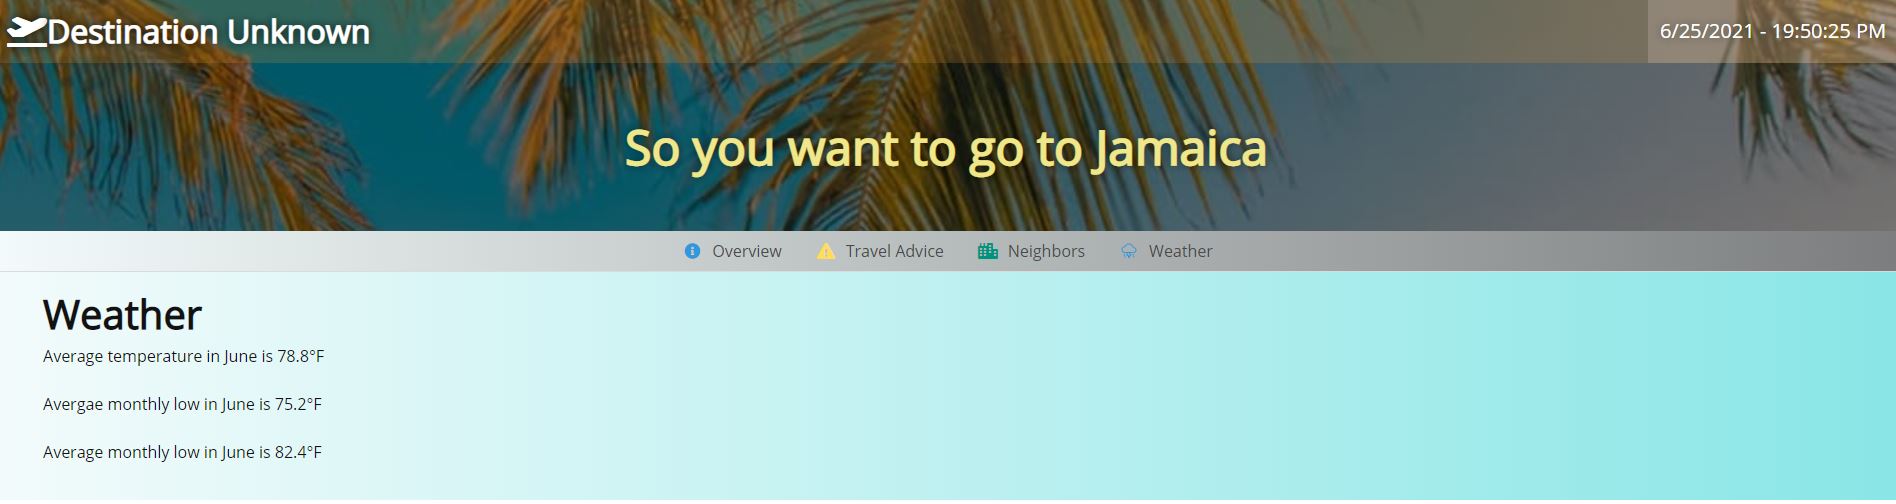 Destination Unknown
6/25/2021 - 19:50:25 PM
So you want to go to Jamaica
Overview
Travel Advice
Neighbors
Weather
Weather
Average temperature in June is 78.8°F
Avergae monthly low in June is 75.2°F
Average monthly low in June is 82.4°F